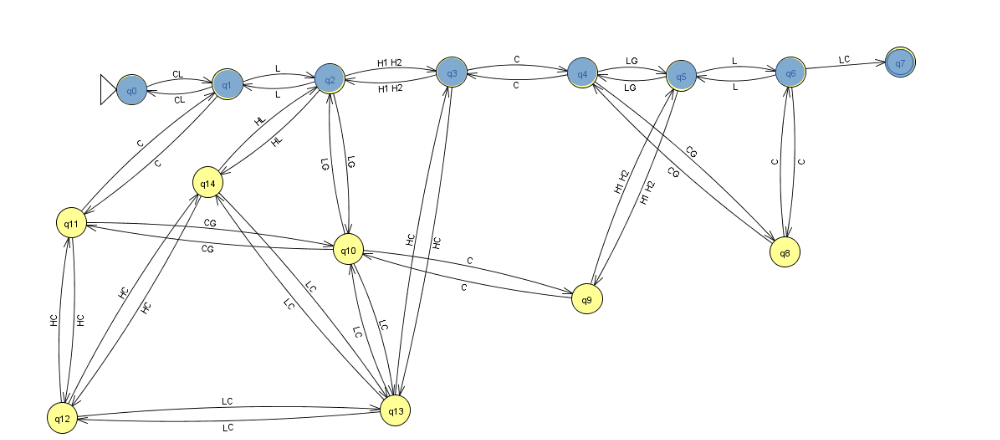 LC
C
LG
L
H1 H2
CL
L
q7
q0
q1
q2
q3
q4
q5
q6
CL
L
H1 H2
C
LG
L
HL
C
C
HL
LG
LG
CG
CG
C
C
q14
H1 H2
H1 H2
q11
CG
CG
q10
HC
HC
q8
C
C
q9
HC
HC
LC
LC
HC
HC
LC
LC
LC
q12
q13
LC